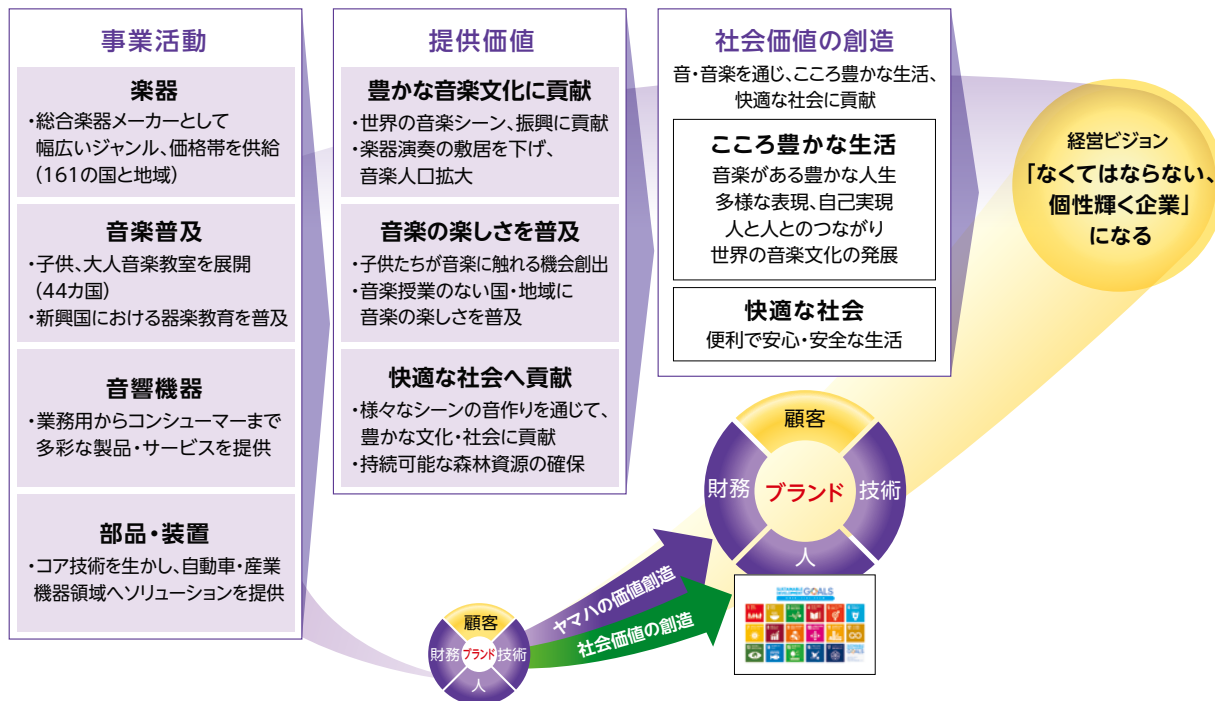 事業活動
楽器
・総合楽器メーカーとして
幅広いジャンル、価格帯を供給
(161の国と地域)
音楽普及
・子供、大人音楽教室を展開
(44カ国)
・新興国における器楽教育を普及
音響機器
・業務用からコンシューマーまで
多彩な製品・サービスを提供
部品・装置
・コア技術を生かし、自動車・産業
機器領域へソリューションを提供
提供価値
豊かな音楽文化に貢献
・世界の音楽シーン、振興に貢献
・楽器演奏の敷居を下げ、
音楽人口拡大
音楽の楽しさを普及
・子供たちが音楽に触れる機会創出
・音楽授業のない国・地域に
音楽の楽しさを普及
快適な社会へ貢献
・様々なシーンの音作りを通じて、
豊かな文化・社会に貢献
・持続可能な森林資源の確保
社会価値の創造
音・音楽を通じ、こころ豊かな生活、
快適な社会に貢献
こころ豊かな生活
音楽がある豊かな人生
多様な表現、自己実現
人と人とのつながり
世界の音楽文化の発展
快適な社会
便利で安心・安全な生活
経営ビジョン
「なくてはならない、
個性輝く企業」
になる
顧客
財務
ブランド
技術
人
ヤマハの価値創造
社会価値の創造
顧客
財務
ブランド
技術
人
SUSTAINABLE
DEVELOPMENT GOALS